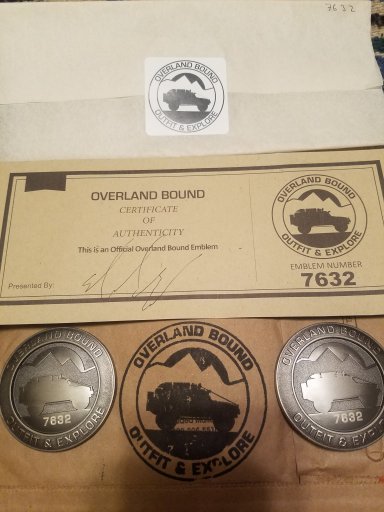 7632
OVERLAND BOUND
OUTFIT & EXPLORE
OVERLAND BOUND
CERTIFICATE
OF
AUTHENTICITY
This is an Official Overland Bound Emblem
Presented By:
OVERLAND BOUND
OUTFIT & EXPLORE
EMBLEM NUMBER
7632
OVERLAND BOUND
7632
OUTFIT & EXPLORE
OVERLAND BOUND
OUTFIT & EXPLORE
OVERLAND BOUND
7632
OUTFIT & EXPLORE